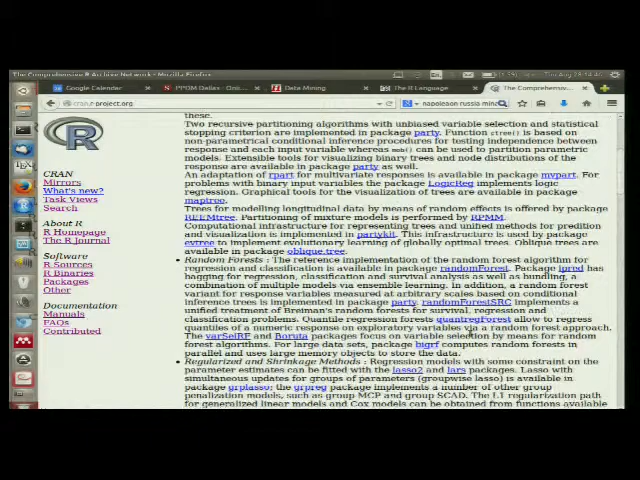 The Comprehensive R Archive Network - Mozilla Firefox
Google Calendar
PPDM Dallas: On...
Data Mining
The R Language
The Comprehensive...
cran.r-project.org
napoleaon russia mina
R
CRAN
Mirrors
What's new?
Task Views
Search
About R
R Homepage
The R Journal
Software
R Sources
R Binaries
Packages
Other
Documentation
Manuals
FAQs
Contributed
these.
Two recursive partitioning algorithms with unbiased variable selection and statistical
stopping criterion are implemented in package party. Function ctree() is based on
non-parametrical conditional inference procedures for testing independence between
response and each input variable whereas mob() can be used to partition parametric
models. Extensible tools for visualizing binary trees and node distributions of the
response are available in package party as well.
An adaptation of rpart for multivariate responses is available in package mvpart. For
problems with binary input variables the package LogicReg implements logic
regression. Graphical tools for the visualization of trees are available in package
maptree.
Trees for modelling longitudinal data by means of random effects is offered by package
REEMtree. Partitioning of mixture models is performed by RPMM.
Computational infrastructure for representing trees and unified methods for predition
and visualization is implemented in partykit. This infrastructure is used by package
evtree to implement evolutionary learning of globally optimal trees. Oblique trees are
available in package oblique.tree.
Random Forests : The reference implementation of the random forest algorithm for
regression and classification is available in package randomForest. Package ipred has
bagging for regression, classification and survival analysis as well as bundling, a
combination of multiple models via ensemble learning. In addition, a random forest
variant for response variables measured at arbitrary scales based on conditional
inference trees is implemented in package party. randomForestSRC implements a
unified treatment of Breiman's random forests for survival, regression and
classification problems. Quantile regression forests quantregForest allow to regress
quantiles of a numeric response on exploratory variables via a random forest approach.
The varSelRF and Boruta packages focus on variable selection by means for random
forest algorithms. For large data sets, package bigrf computes random forests in
parallel and uses large memory objects to store the data.
Regularized and Shrinkage Methods : Regression models with some constraint on the
parameter estimates can be fitted with the lasso2 and lars packages. Lasso with
simultaneous updates for groups of parameters (groupwise lasso) is available in
package grplasso; the grpreg package implements a number of other group
penalization models, such as group MCP and group SCAD. The L1 regularization path
for generalized linear models and Cox models can be obtained from functions available